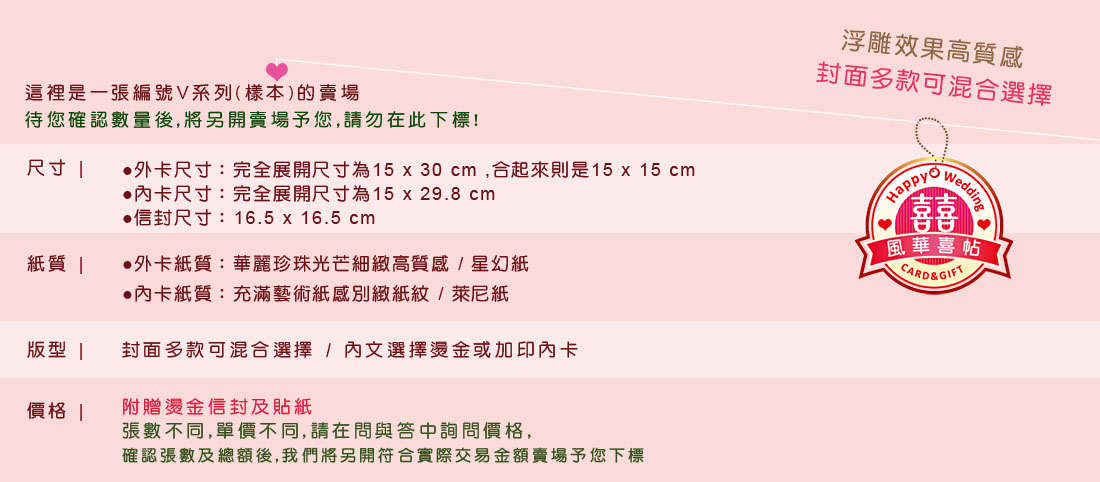 浮雕效果高質感
封面多款可混合選擇
這裡是一張編號V系列(樣本)的賣場
待您確認數量後,將另開賣場予您,請勿在此下標!
尺寸 | ●外卡尺寸：完全展開尺寸為15 x 30 cm ,合起來則是15 x 15 cm
●內卡尺寸：完全展開尺寸為15 x 29.8 cm
●信封尺寸：16.5 x 16.5 cm
Happy Wedding
囍
風華喜帖
CARD&GIFT
紙質 | ●外卡紙質：華麗珍珠光芒細緻高質感 / 星幻紙
●內卡紙質：充滿藝術紙感別緻紙紋 / 萊尼紙
版型 | 封面多款可混合選擇 / 內文選擇燙金或加印內卡
價格 | 附贈燙金信封及貼紙
張數不同,單價不同,請在問與答中詢問價格,
確認張數及總額後,我們將另開符合實際交易金額賣場予您下標